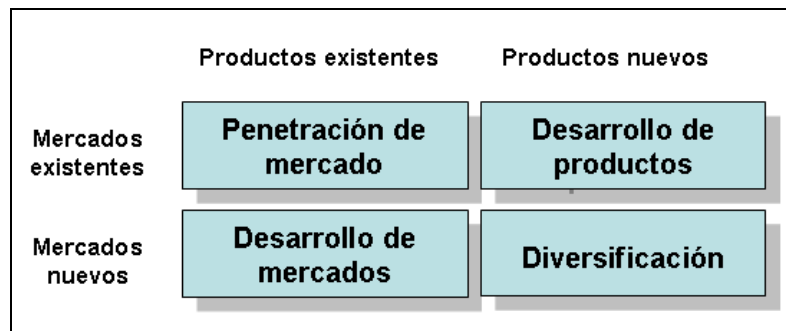 Productos existentes
Productos nuevos
Mercados
existentes
Penetración de
mercado
Desarrollo de
productos
Mercados
nuevos
Desarrollo de
mercados
Diversificación